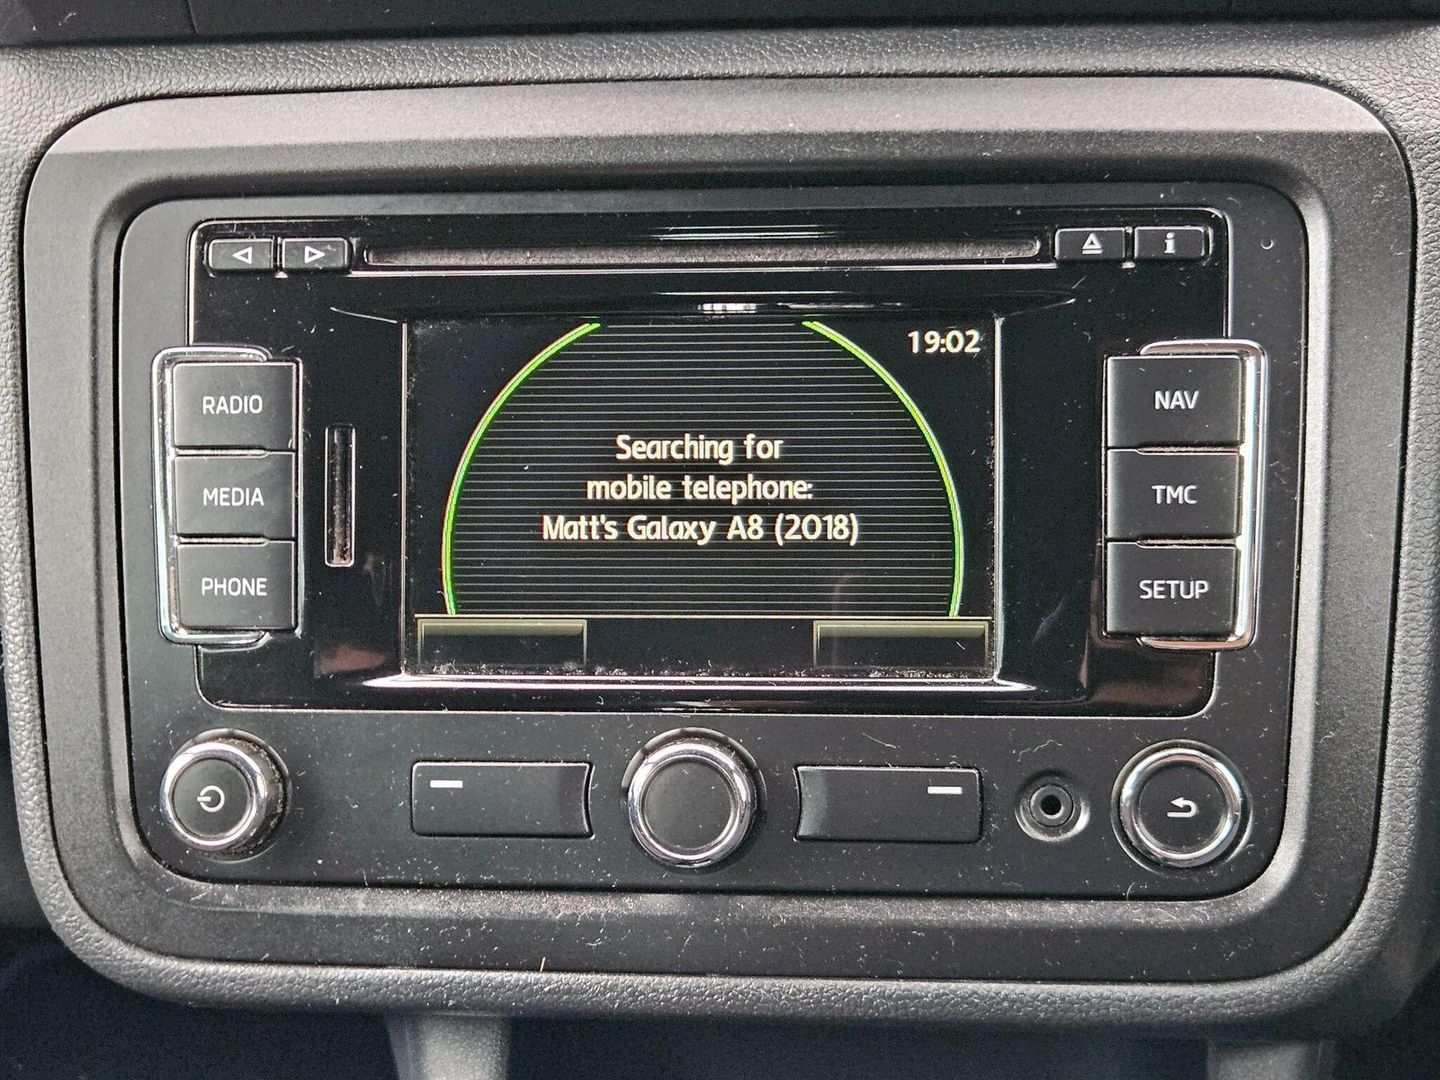 i
19:02
RADIO
NAV
Searching for
mobile telephone:
Matt's Galaxy A8 (2018)
MEDIA
TMC
PHONE
SETUP